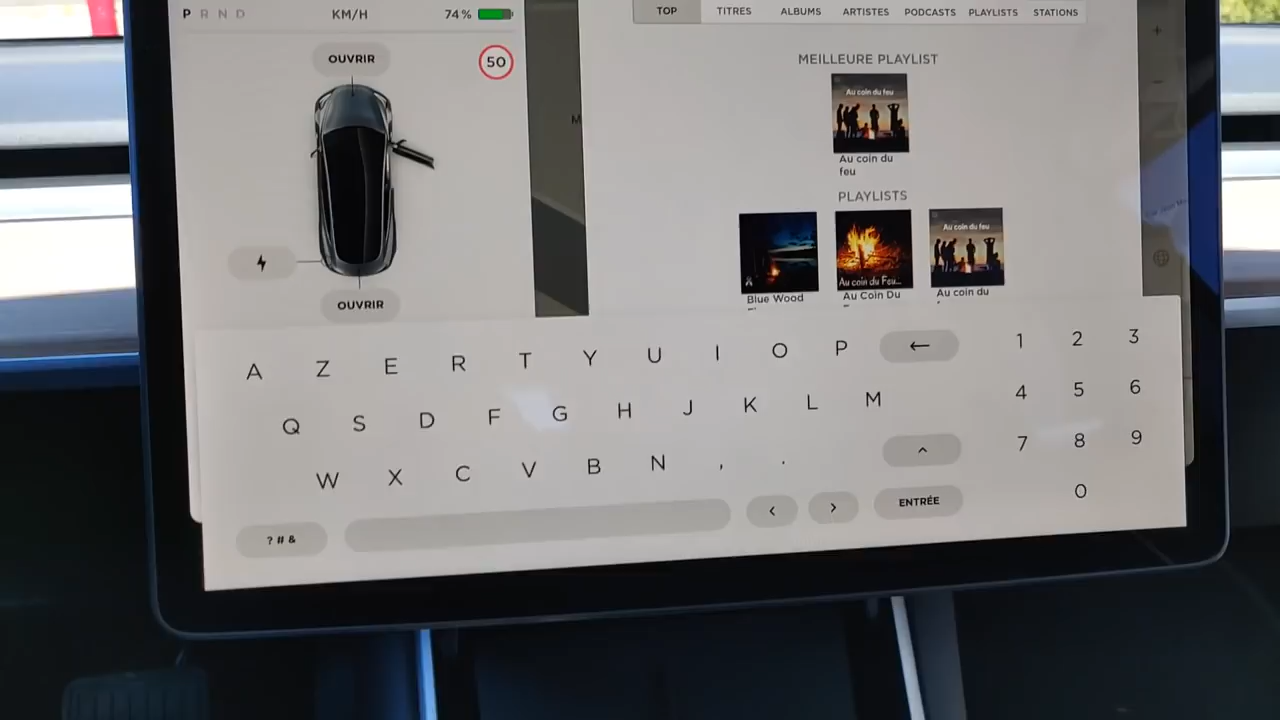 P R N D
KM/H
74 %
OUVRIR
50
OUVRIR
TOP TITRES ALBUMS ARTISTES PODCASTS PLAYLISTS STATIONS
MEILLEURE PLAYLIST
Au coin du feu
Au coin du
feu
PLAYLISTS
Au coin du Feu...
Au coin du feu
Blue Wood
Au Coin Du
Au coin du
A Z E R T Y U I O P ←
Q S D F G H J K L M
W X C V B N , . ^
? # & < > ENTRÉE
1 2 3
4 5 6
7 8 9
0